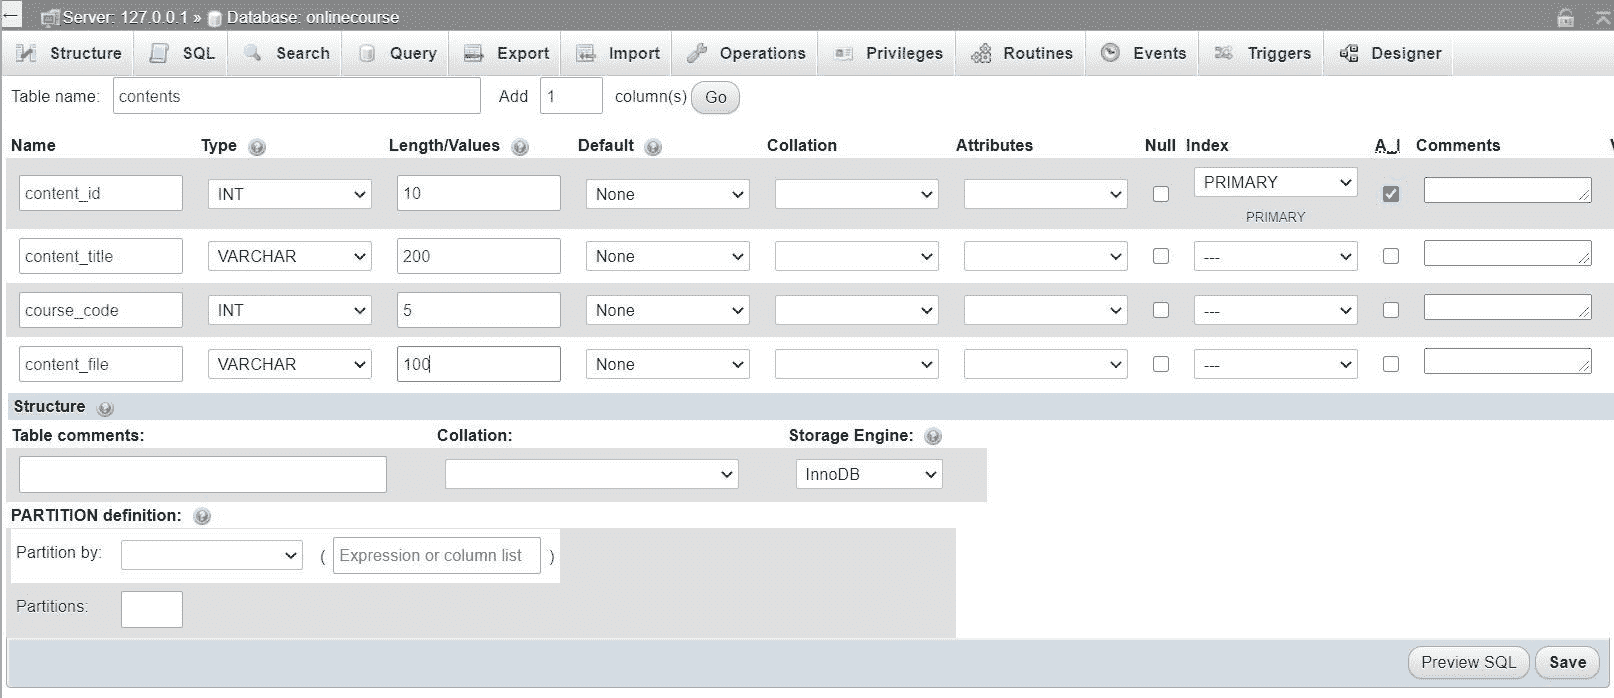 ← Server: 127.0.0.1 » Database: onlinecourse
Structure SQL Search Query Export Import Operations Privileges Routines Events Triggers Designer
Table name: contents Add 1 column(s) Go
Name Type Length/Values Default Collation Attributes Null Index A_I Comments V
content_id INT 10 None PRIMARY
PRIMARY
content_title VARCHAR 200 None ---
course_code INT 5 None ---
content_file VARCHAR 100 None ---
Structure
Table comments: Collation: Storage Engine:
InnoDB
PARTITION definition:
Partition by: ( Expression or column list )
Partitions:
Preview SQL Save